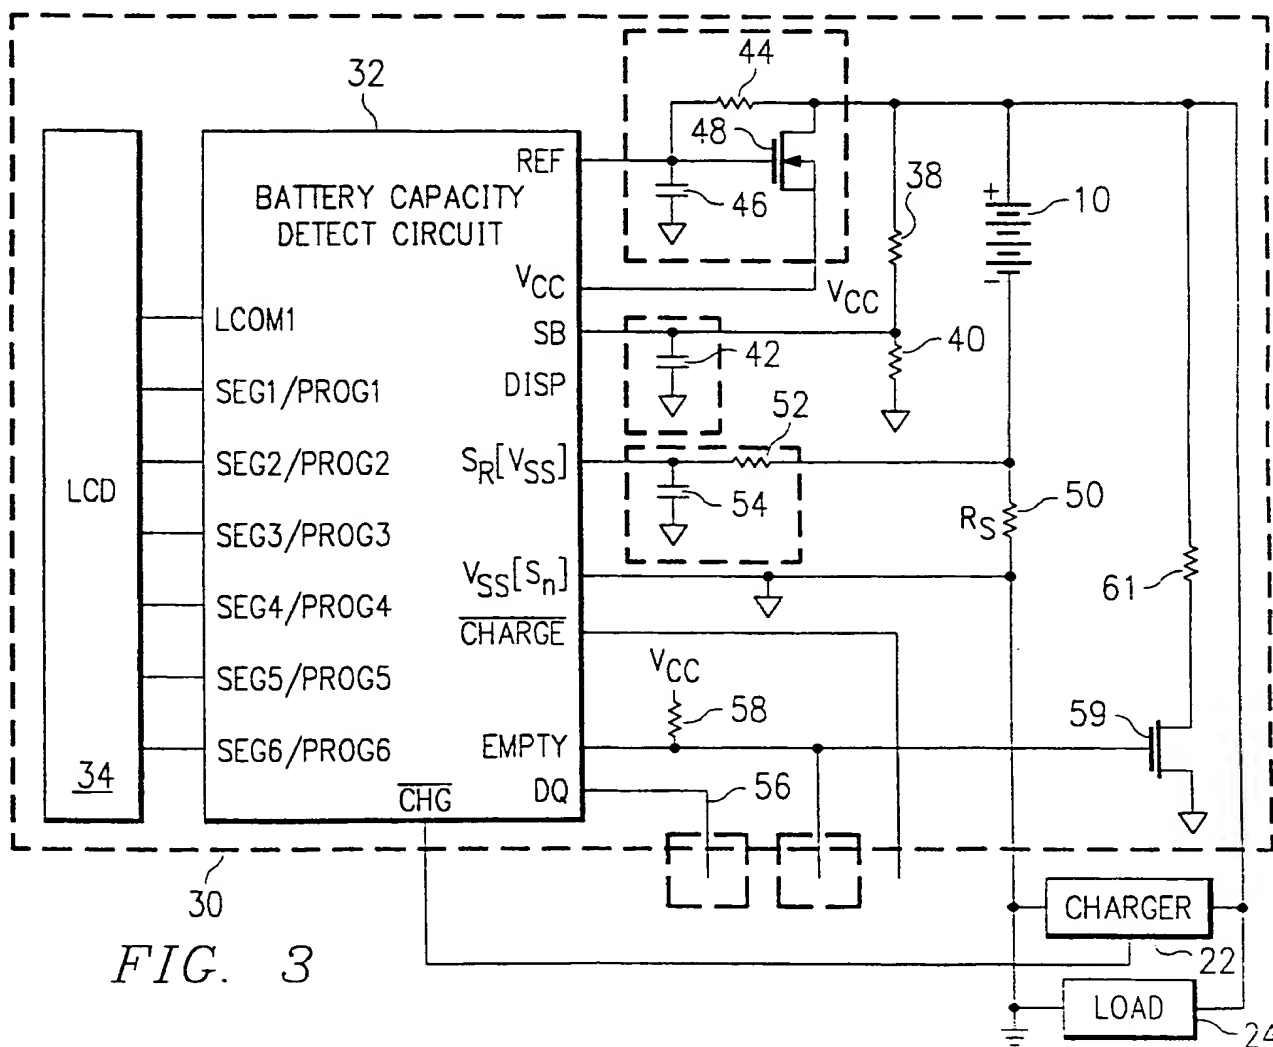 44
32
48
REF
38
46
+
10
BATTERY CAPACITY
DETECT CIRCUIT
VCC
-
VCC
LCOM1
SB
42
40
DISP
SEG1/PROG1
52
SEG2/PROG2
SR[VSS]
LCD
54
RS
50
SEG3/PROG3
VSS[Sn]
61
SEG4/PROG4
CHARGE
VCC
SEG5/PROG5
58
59
SEG6/PROG6
EMPTY
34
CHG
DQ
56
30
CHARGER
FIG. 3
22
LOAD
24